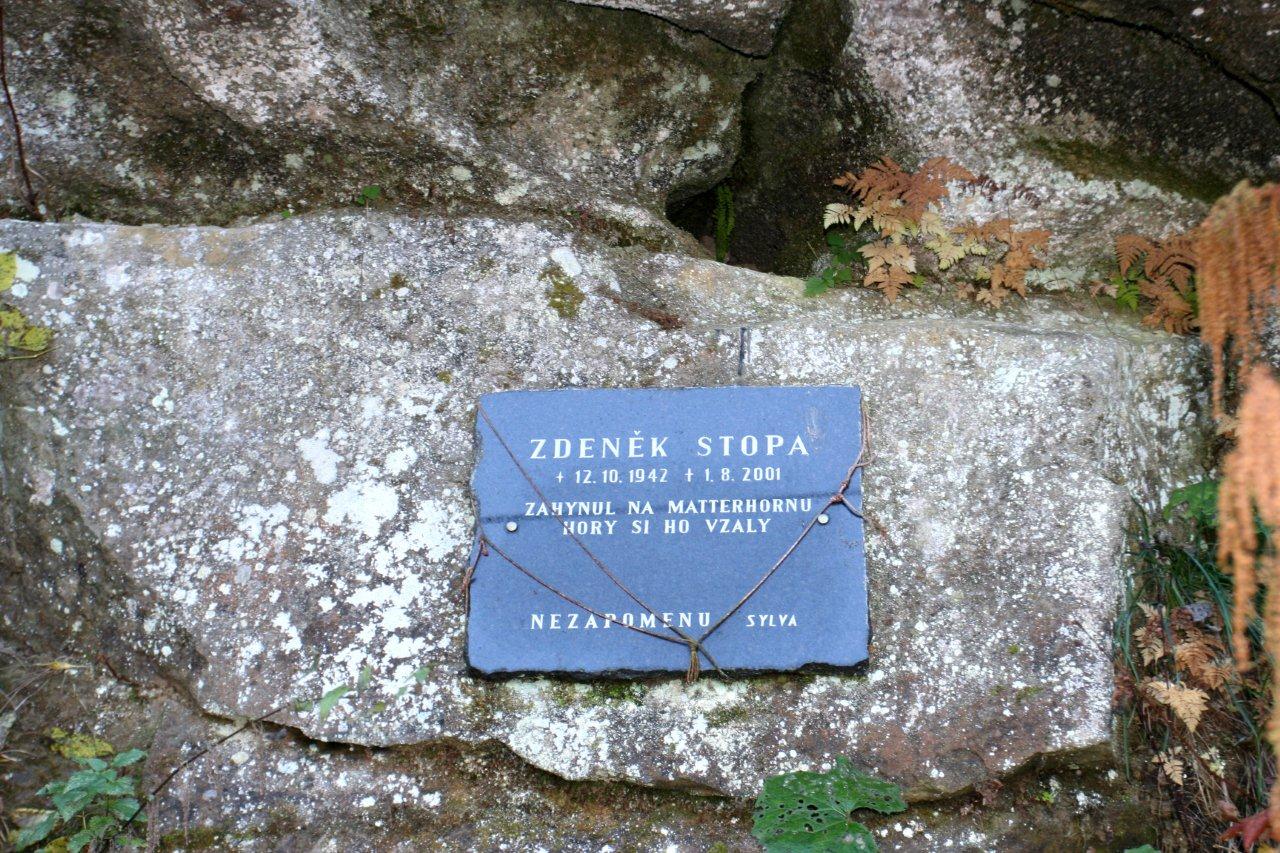 ZDENĚK STOPA
✝ 12.10.1942 ✝ 1.8.2001
ZAHYNUL NA MATTERHORNU
HORY SI HO VZALY
NEZAPOMENU SYLVA